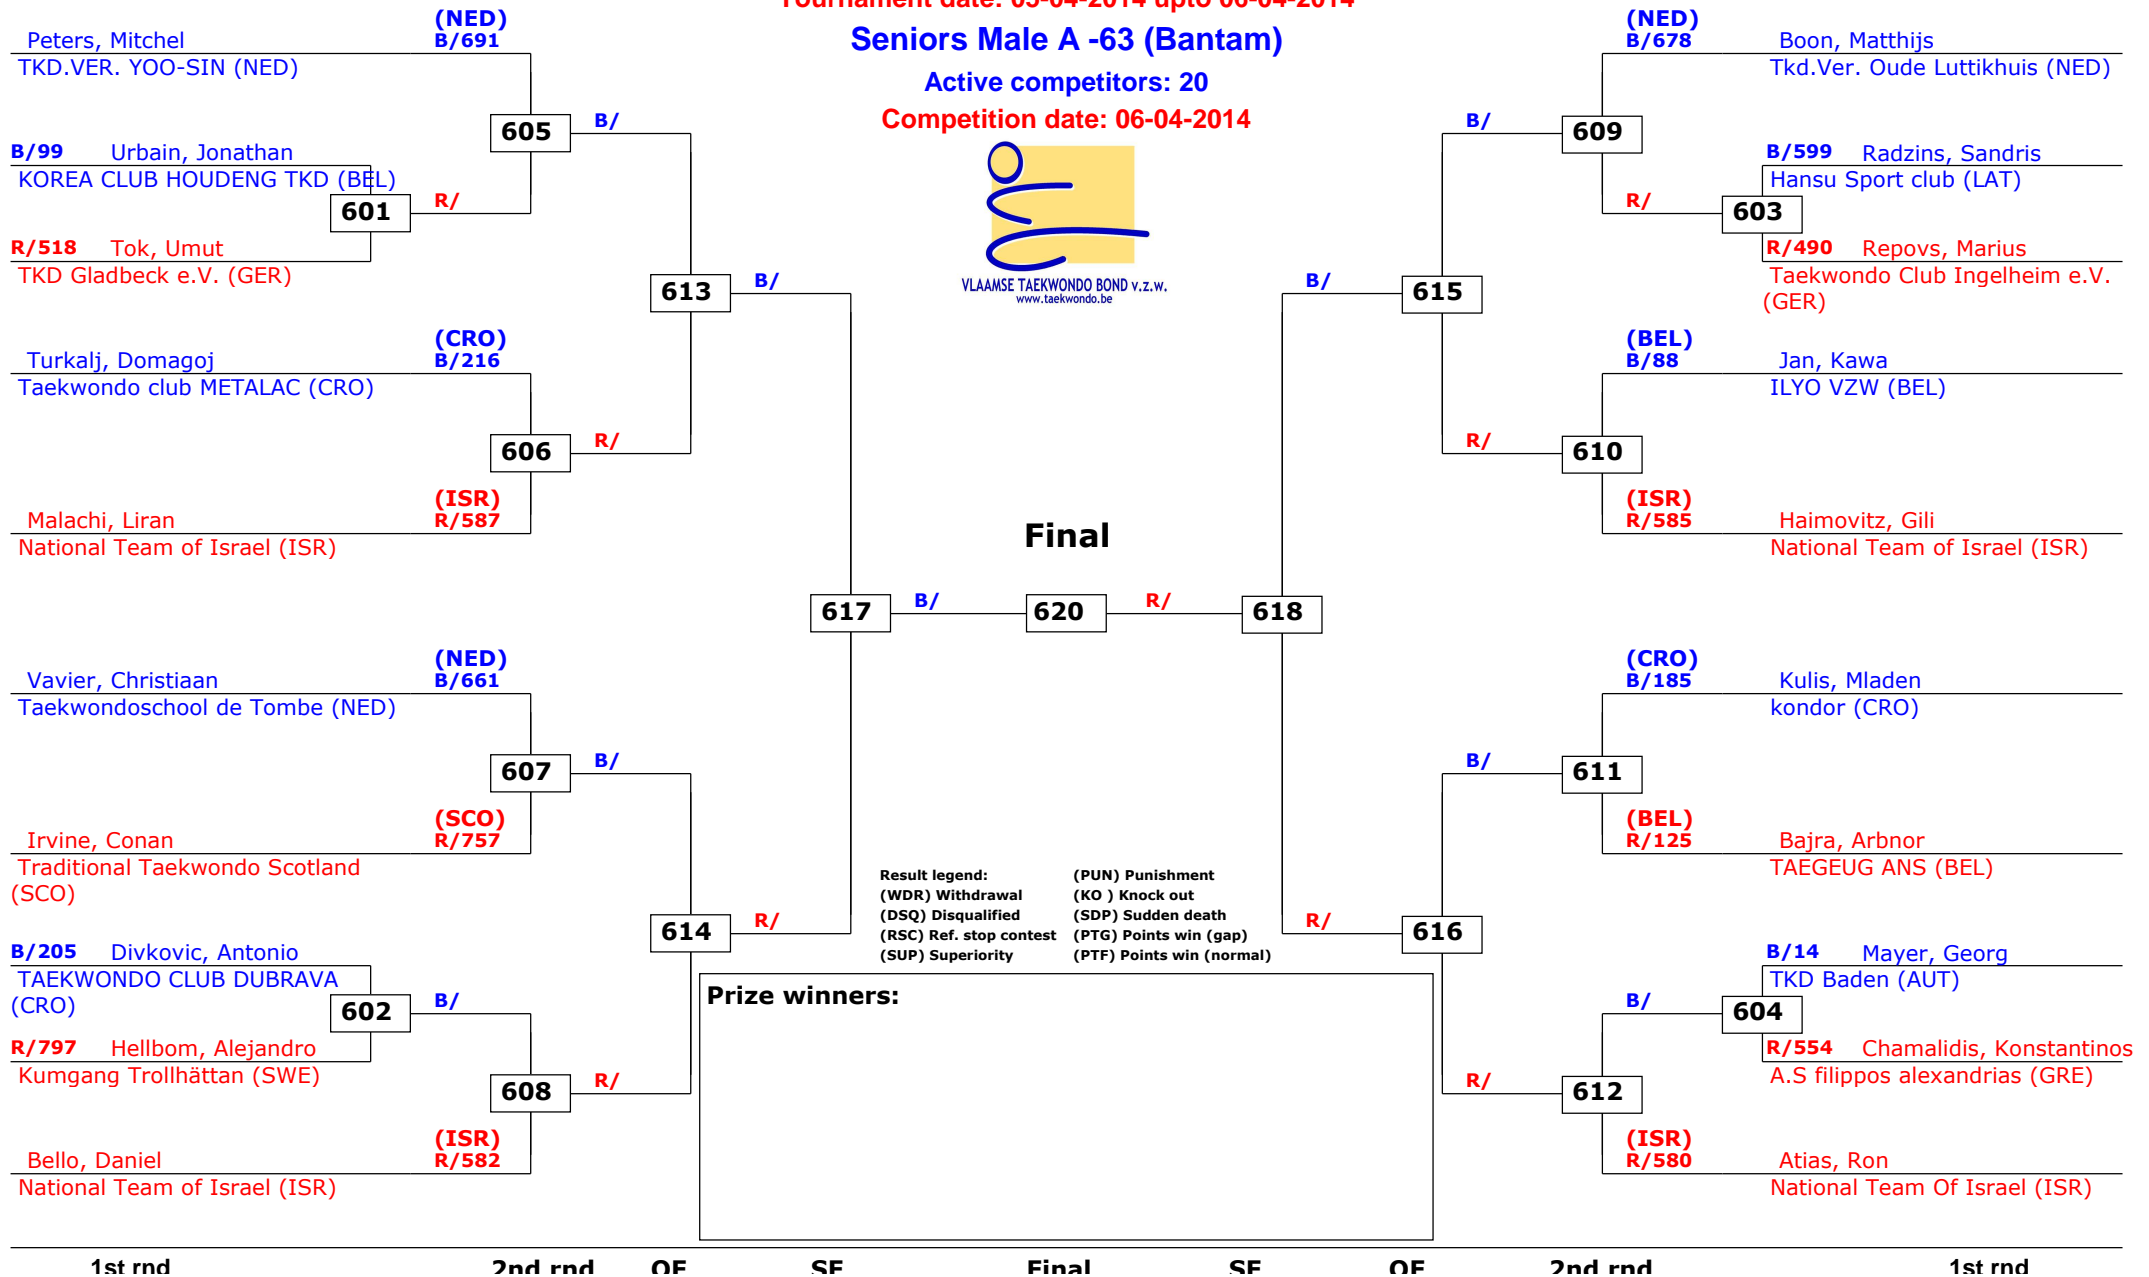 Tournament date: 05-04-2014 upto 06-04-2014
Seniors Male A -63 (Bantam)
Active competitors: 20
Competition date: 06-04-2014
VLAAMSE TAEKWONDO BOND v.z.w.
www.taekwondo.be
(NED)
Peters, Mitchel B/691
TKD.VER. YOO-SIN (NED)
605 B/
B/99 Urbain, Jonathan
KOREA CLUB HOUDENG TKD (BEL)
601 R/
R/518 Tok, Umut
TKD Gladbeck e.V. (GER)
613 B/
(CRO)
Turkalj, Domagoj B/216
Taekwondo club METALAC (CRO)
606 R/
(ISR)
Malachi, Liran R/587
National Team of Israel (ISR)
617 B/
(NED)
Vavier, Christiaan B/661
Taekwondoschool de Tombe (NED)
607 B/
(SCO)
Irvine, Conan R/757
Traditional Taekwondo Scotland
(SCO)
614 R/
B/205 Divkovic, Antonio
TAEKWONDO CLUB DUBRAVA
(CRO)
602 B/
R/797 Hellbom, Alejandro
Kumgang Trollhättan (SWE)
608 R/
(ISR)
Bello, Daniel R/582
National Team of Israel (ISR)
Final
620
(NED)
B/678 Boon, Matthijs
Tkd.Ver. Oude Luttikhuis (NED)
B/ 609
B/599 Radzins, Sandris
Hansu Sport club (LAT)
R/ 603
R/490 Repovs, Marius
Taekwondo Club Ingelheim e.V.
(GER)
B/ 615
(BEL)
B/88 Jan, Kawa
ILYO VZW (BEL)
R/ 610
(ISR)
R/585 Haimovitz, Gili
National Team of Israel (ISR)
R/ 618
(CRO)
B/185 Kulis, Mladen
kondor (CRO)
B/ 611
(BEL)
R/125 Bajra, Arbnor
TAEGEUG ANS (BEL)
R/ 616
B/14 Mayer, Georg
TKD Baden (AUT)
B/ 604
R/554 Chamalidis, Konstantinos
A.S filippos alexandrias (GRE)
R/ 612
(ISR)
R/580 Atias, Ron
National Team Of Israel (ISR)
Result legend: (PUN) Punishment
(WDR) Withdrawal (KO ) Knock out
(DSQ) Disqualified (SDP) Sudden death
(RSC) Ref. stop contest (PTG) Points win (gap)
(SUP) Superiority (PTF) Points win (normal)
Prize winners:
1st rnd 2nd rnd QF SF Final SF QF 2nd rnd 1st rnd